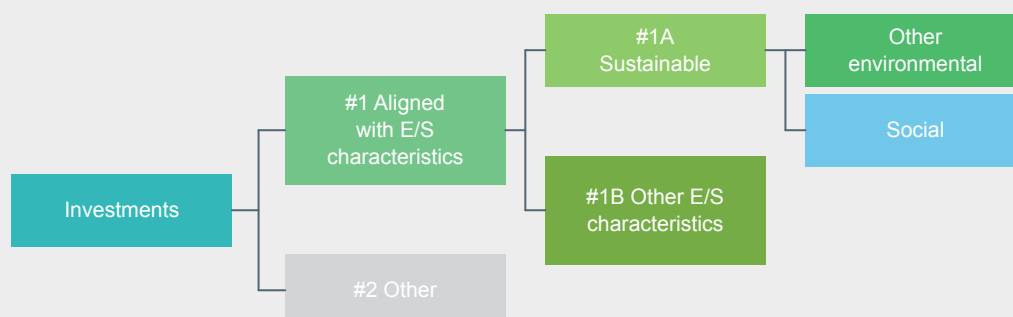 Investments
#1 Aligned
with E/S
characteristics
#2 Other
#1A
Sustainable
#1B Other E/S
characteristics
Other
environmental
Social